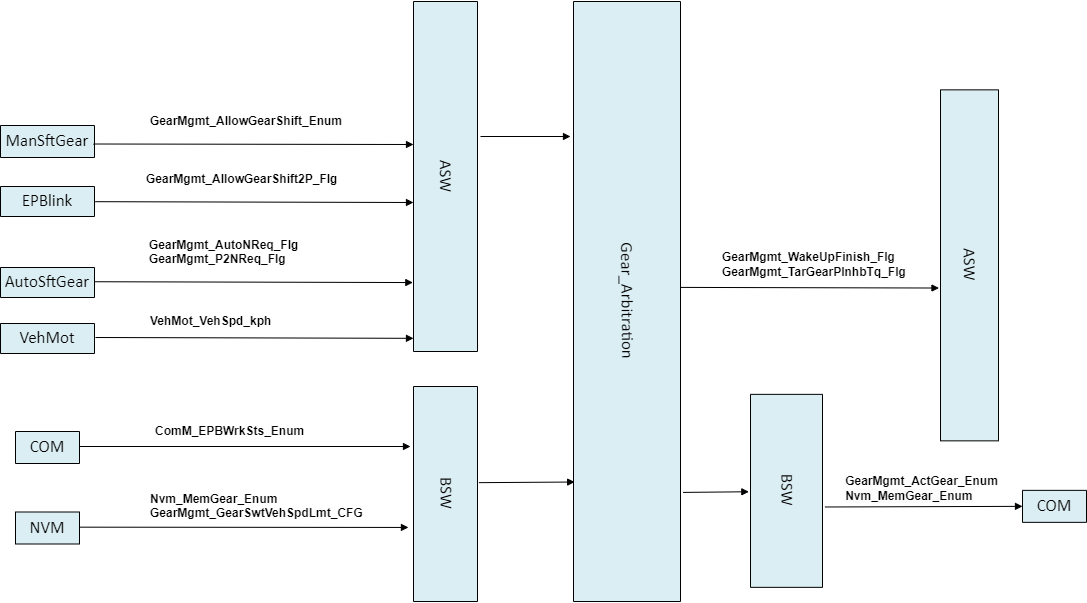 GearMgmt_AllowGearShift_Enum
ManSftGear
GearMgmt_AllowGearShift2P_Flg
EPBlink
GearMgmt_AutoNReq_Flg
GearMgmt_P2NReq_Flg
AutoSftGear
VehMot_VehSpd_kph
VehMot
ASW
ComM_EPBWrkSts_Enum
COM
Nvm_MemGear_Enum
GearMgmt_GearSwtVehSpdLmt_CFG
NVM
BSW
Gear_Arbitration
GearMgmt_WakeUpFinish_Flg
GearMgmt_TarGearPInhbTq_Flg
ASW
BSW
GearMgmt_ActGear_Enum
Nvm_MemGear_Enum
COM